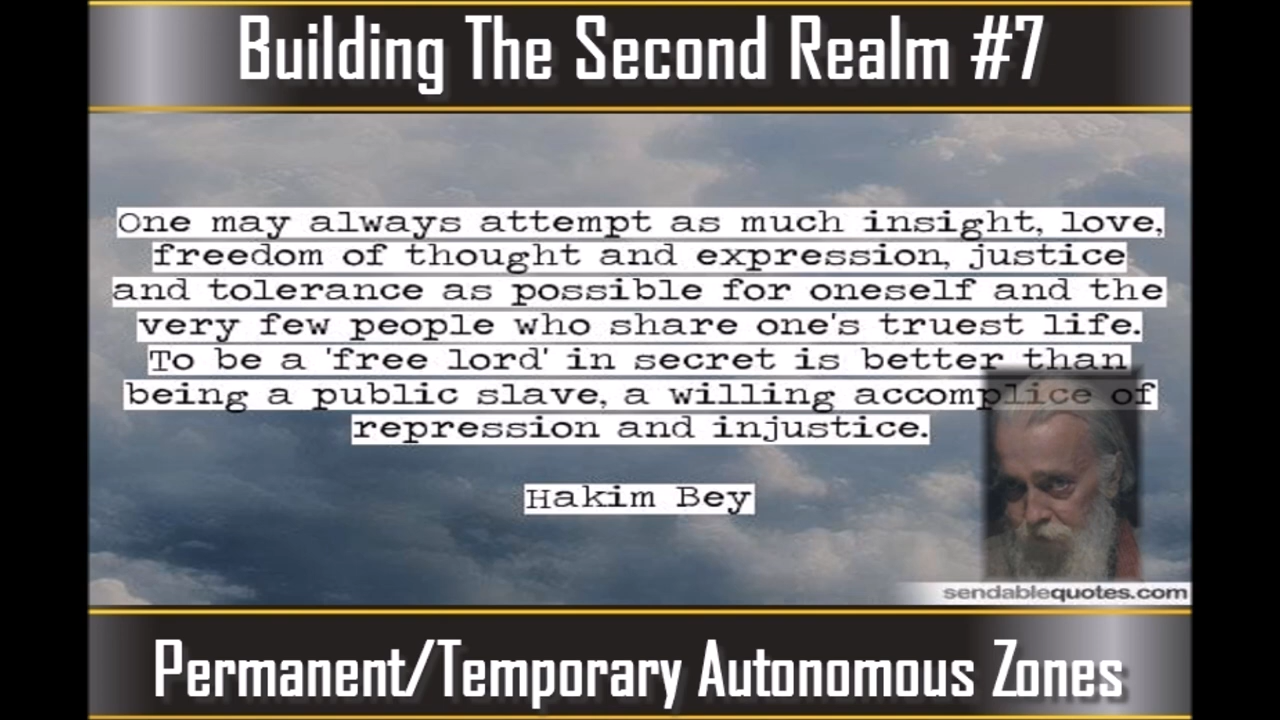 Building The Second Realm #7
One may always attempt as much insight, love,
freedom of thought and expression, justice
and tolerance as possible for oneself and the
very few people who share one's truest life.
To be a 'free lord' in secret is better than
being a public slave, a willing accomplice of
repression and injustice.
Hakim Bey
sendablequotes.com
Permanent/Temporary Autonomous Zones